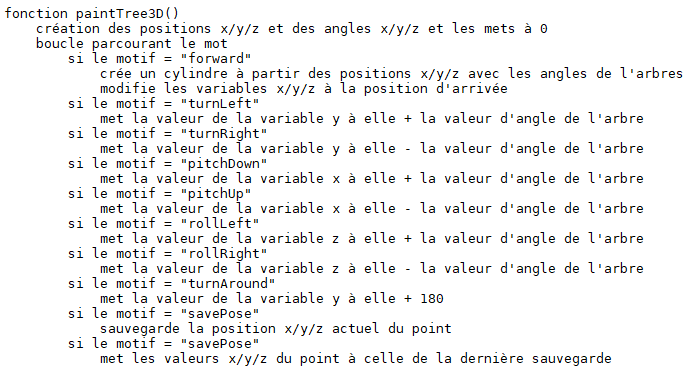 fonction paintTree3D()
    création des positions x/y/z et des angles x/y/z et les mets à 0
    boucle parcourant le mot
        si le motif = "forward"
            crée un cylindre à partir des positions x/y/z avec les angles de l'arbres
            modifie les variables x/y/z à la position d'arrivée
        si le motif = "turnLeft"
            met la valeur de la variable y à elle + la valeur d'angle de l'arbre
        si le motif = "turnRight"
            met la valeur de la variable y à elle - la valeur d'angle de l'arbre
        si le motif = "pitchDown"
            met la valeur de la variable x à elle + la valeur d'angle de l'arbre
        si le motif = "pitchUp"
            met la valeur de la variable x à elle - la valeur d'angle de l'arbre
        si le motif = "rollLeft"
            met la valeur de la variable z à elle + la valeur d'angle de l'arbre
        si le motif = "rollRight"
            met la valeur de la variable z à elle - la valeur d'angle de l'arbre
        si le motif = "turnAround"
            met la valeur de la variable y à elle + 180
        si le motif = "savePose"
            sauvegarde la position x/y/z actuel du point
        si le motif = "savePose"
            met les valeurs x/y/z du point à celle de la dernière sauvegarde